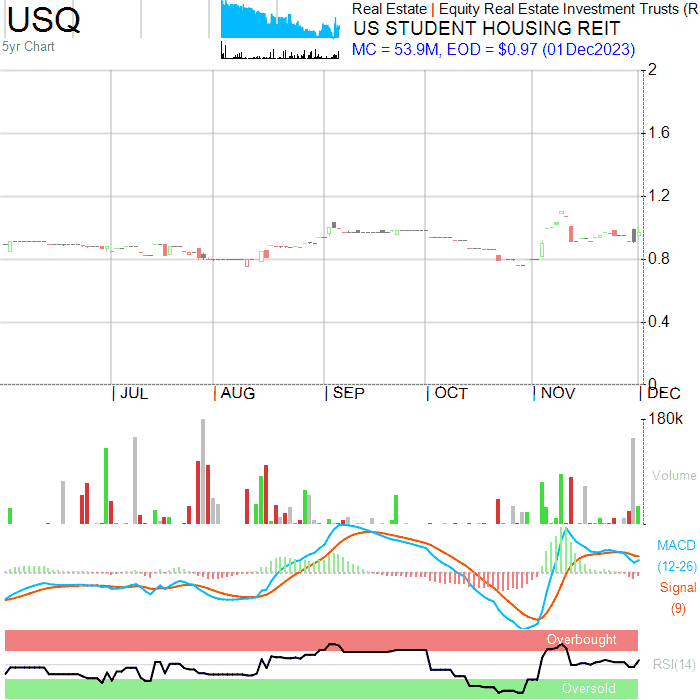 USQ
5yr Chart
Real Estate | Equity Real Estate Investment Trusts (R
US STUDENT HOUSING REIT
MC = 53.9M, EOD = $0.97 (01Dec2023)
2
1.6
1.2
0.8
0.4
0
JUL AUG SEP OCT NOV DEC
180k
Volume
MACD
(12-26)
Signal
(9)
Overbought
RSI(14)
Oversold